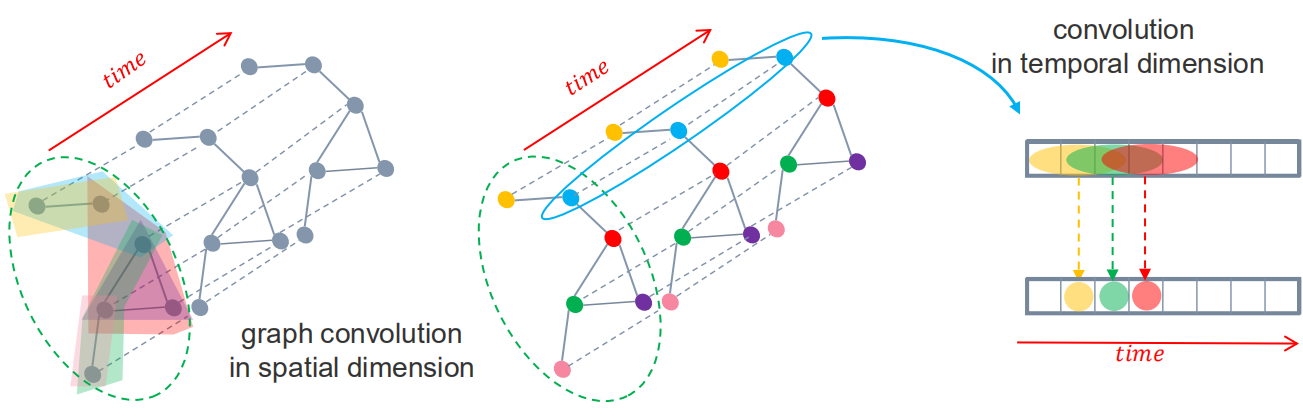 time
graph convolution
in spatial dimension
time
convolution
in temporal dimension
time